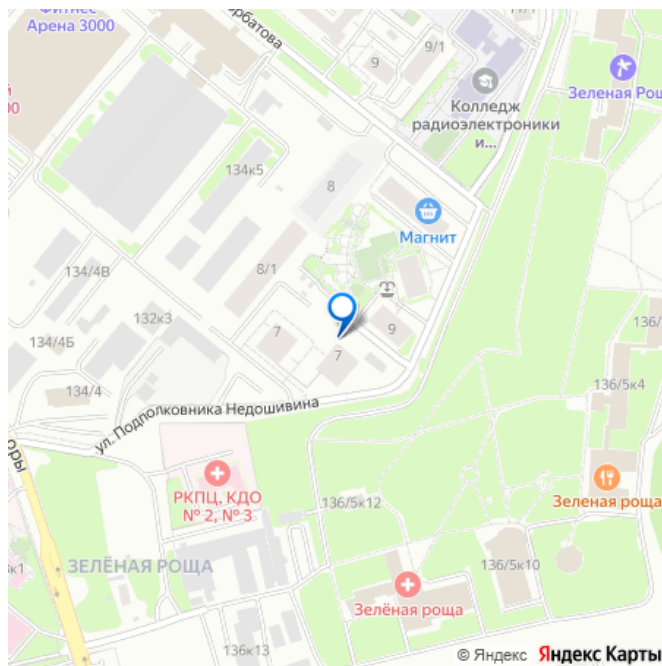 Фитнес
Арена 3000
рбатова
9/1
9
Колледж
радиоэлектроники
и...
Зеленая Рощ
134к5
8
Магнит
8/1
134/4В
132к3
134/4Б
134/4
7
7
9
136/
136/5к4
ул. Подполковника Недошивина
оры
РКПЦ, КДО
№ 2, № 3
136/5к12
Зеленая роща
ЗЕЛЁНАЯ РОЩА
к1
136/5к10
Зелёная роща
136к13
© Яндекс Яндекс Карты